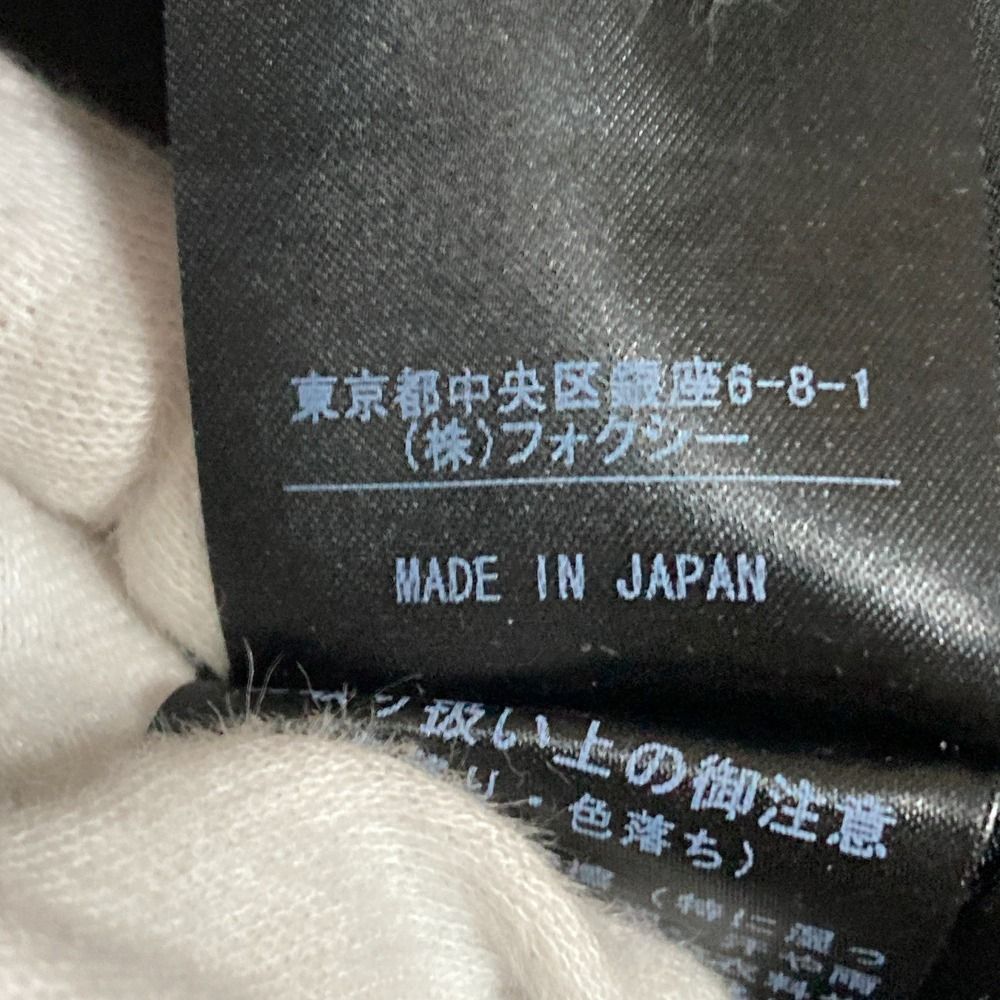 東京都中央区銀座6-8-1
(株)フォクシー
MADE IN JAPAN
扱い上の御注意
り・色落ち)